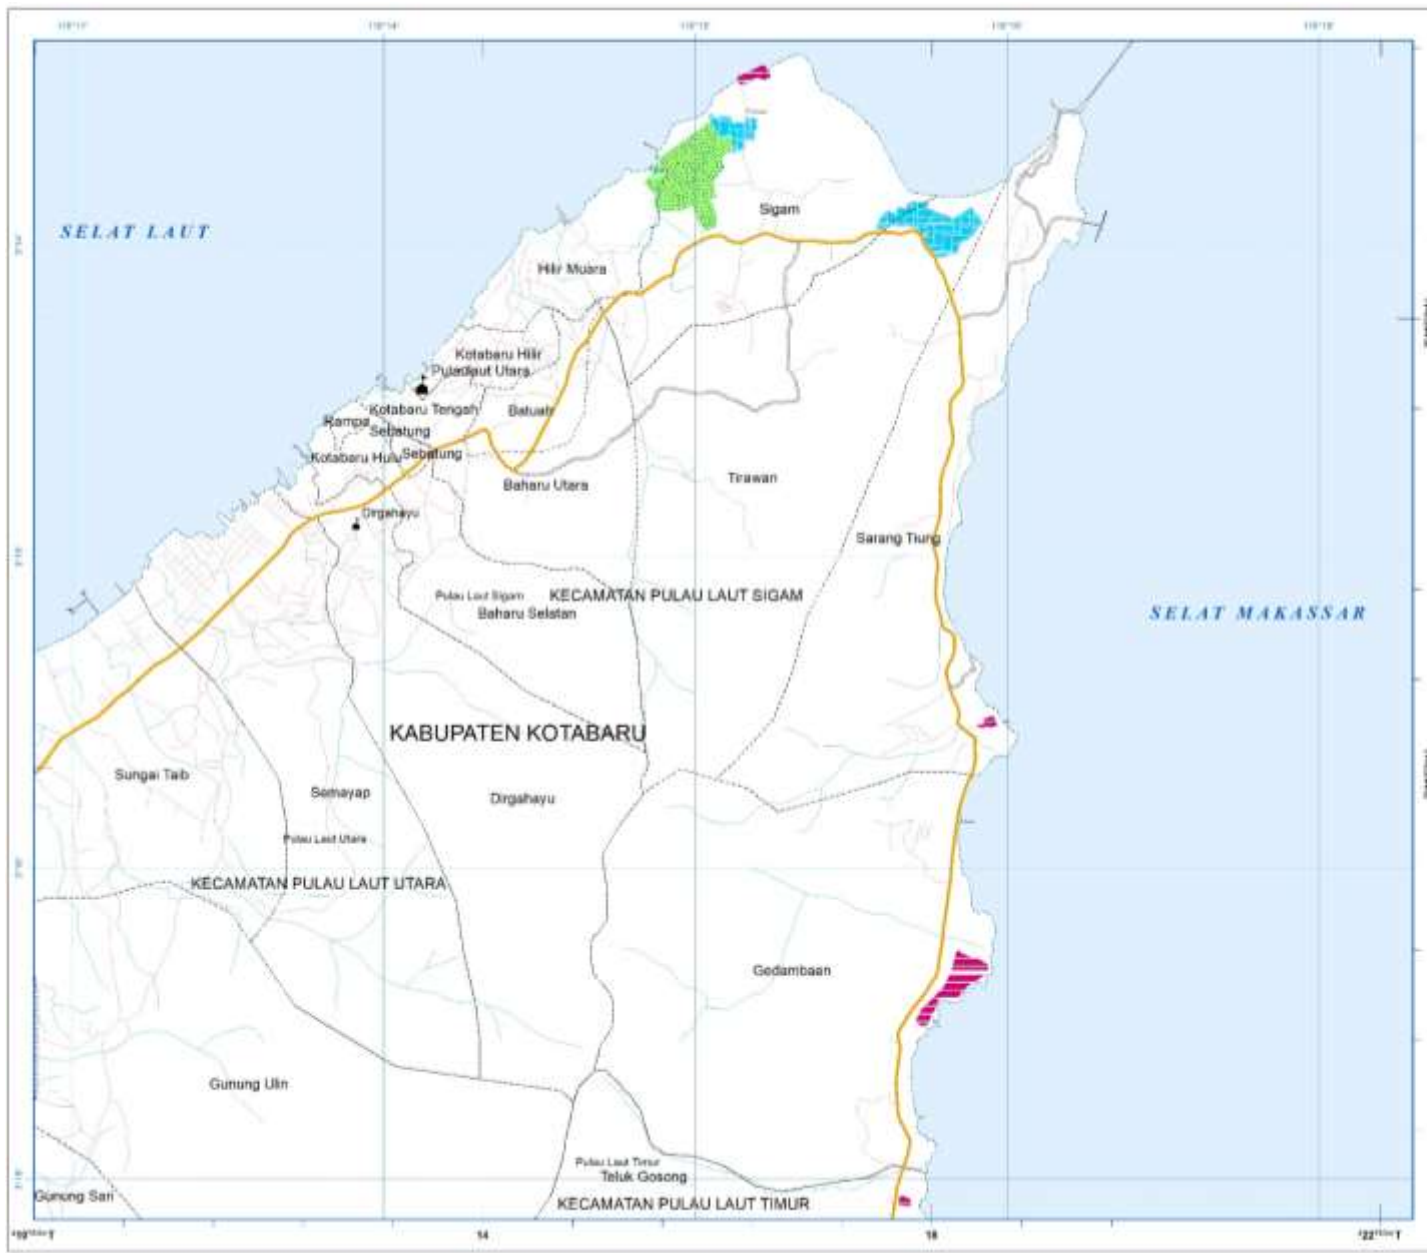 SELAT LAUT
Sigam
Hilir Muara
Kotabaru Hilir
Pulaulaut Utara
Kotabaru Tengah
Batuah
Rampa
Sebatung
Kotabaru Hulu
Sebatung
Baharu Utara
Tirawan
Dirgahayu
Sarang Tiung
Pulau Laut Sigam
KECAMATAN PULAU LAUT SIGAM
Baharu Selatan
SELAT MAKASSAR
KABUPATEN KOTABARU
Sungai Taib
Semayap
Dirgahayu
Pulau Laut Utara
KECAMATAN PULAU LAUT UTARA
Gedambaan
Gunung Ulin
Pulau Laut Timur
Teluk Gosong
Gunung Sari
KECAMATAN PULAU LAUT TIMUR
14
18